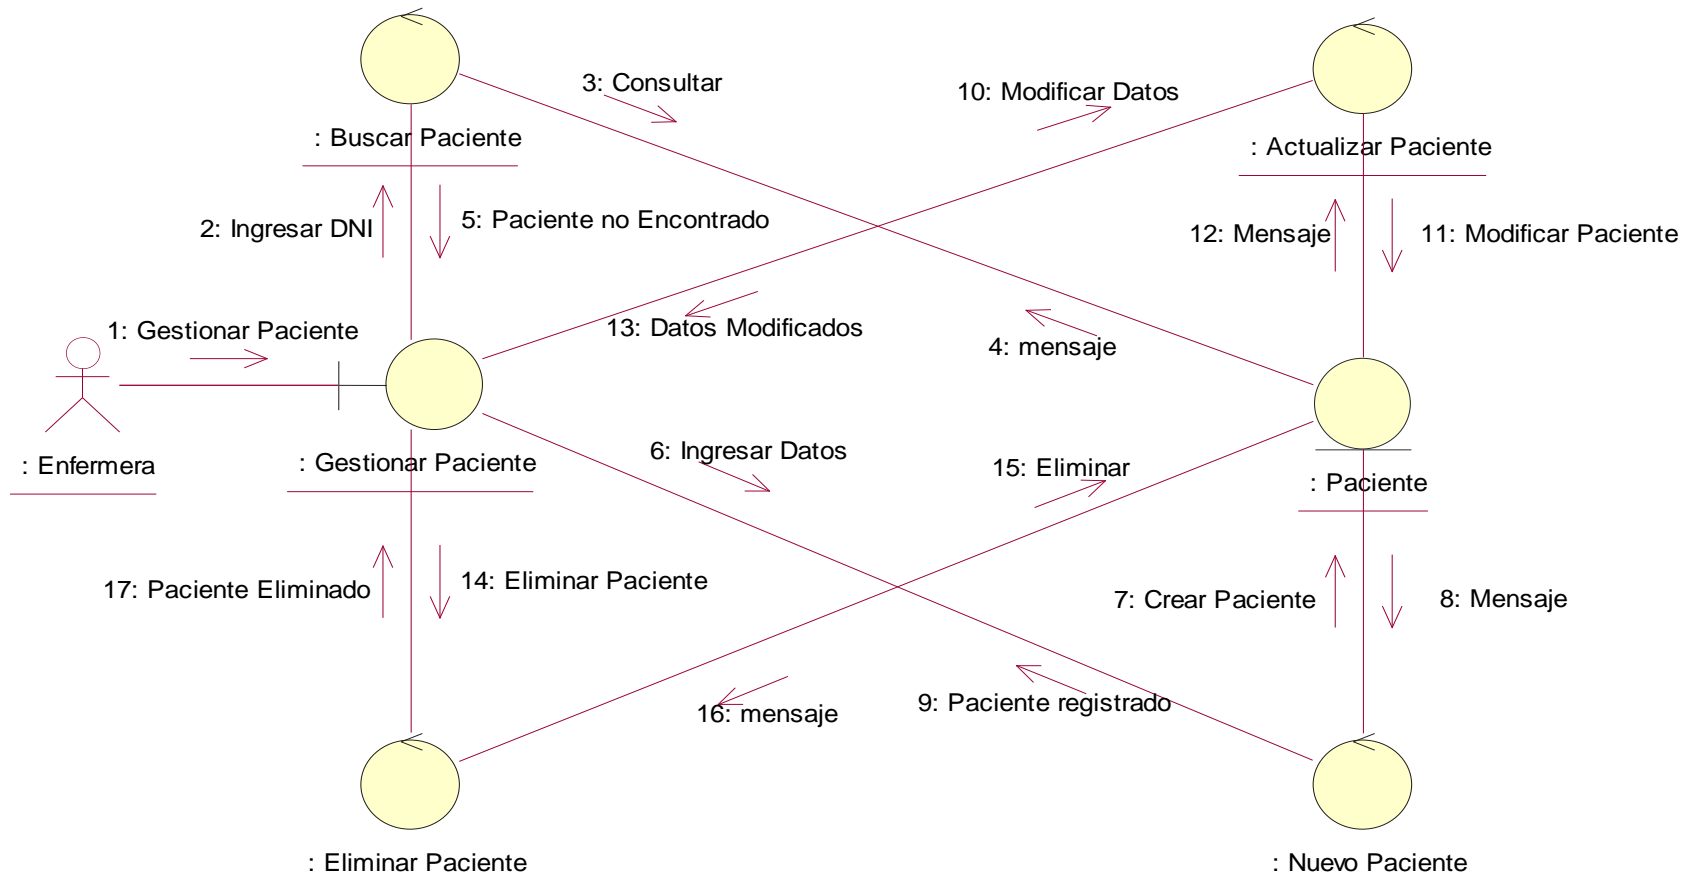 3: Consultar
10: Modificar Datos
: Buscar Paciente
: Actualizar Paciente
2: Ingresar DNI
5: Paciente no Encontrado
12: Mensaje
11: Modificar Paciente
1: Gestionar Paciente
13: Datos Modificados
4: mensaje
: Enfermera
: Gestionar Paciente
6: Ingresar Datos
15: Eliminar
: Paciente
17: Paciente Eliminado
14: Eliminar Paciente
7: Crear Paciente
8: Mensaje
16: mensaje
9: Paciente registrado
: Eliminar Paciente
: Nuevo Paciente